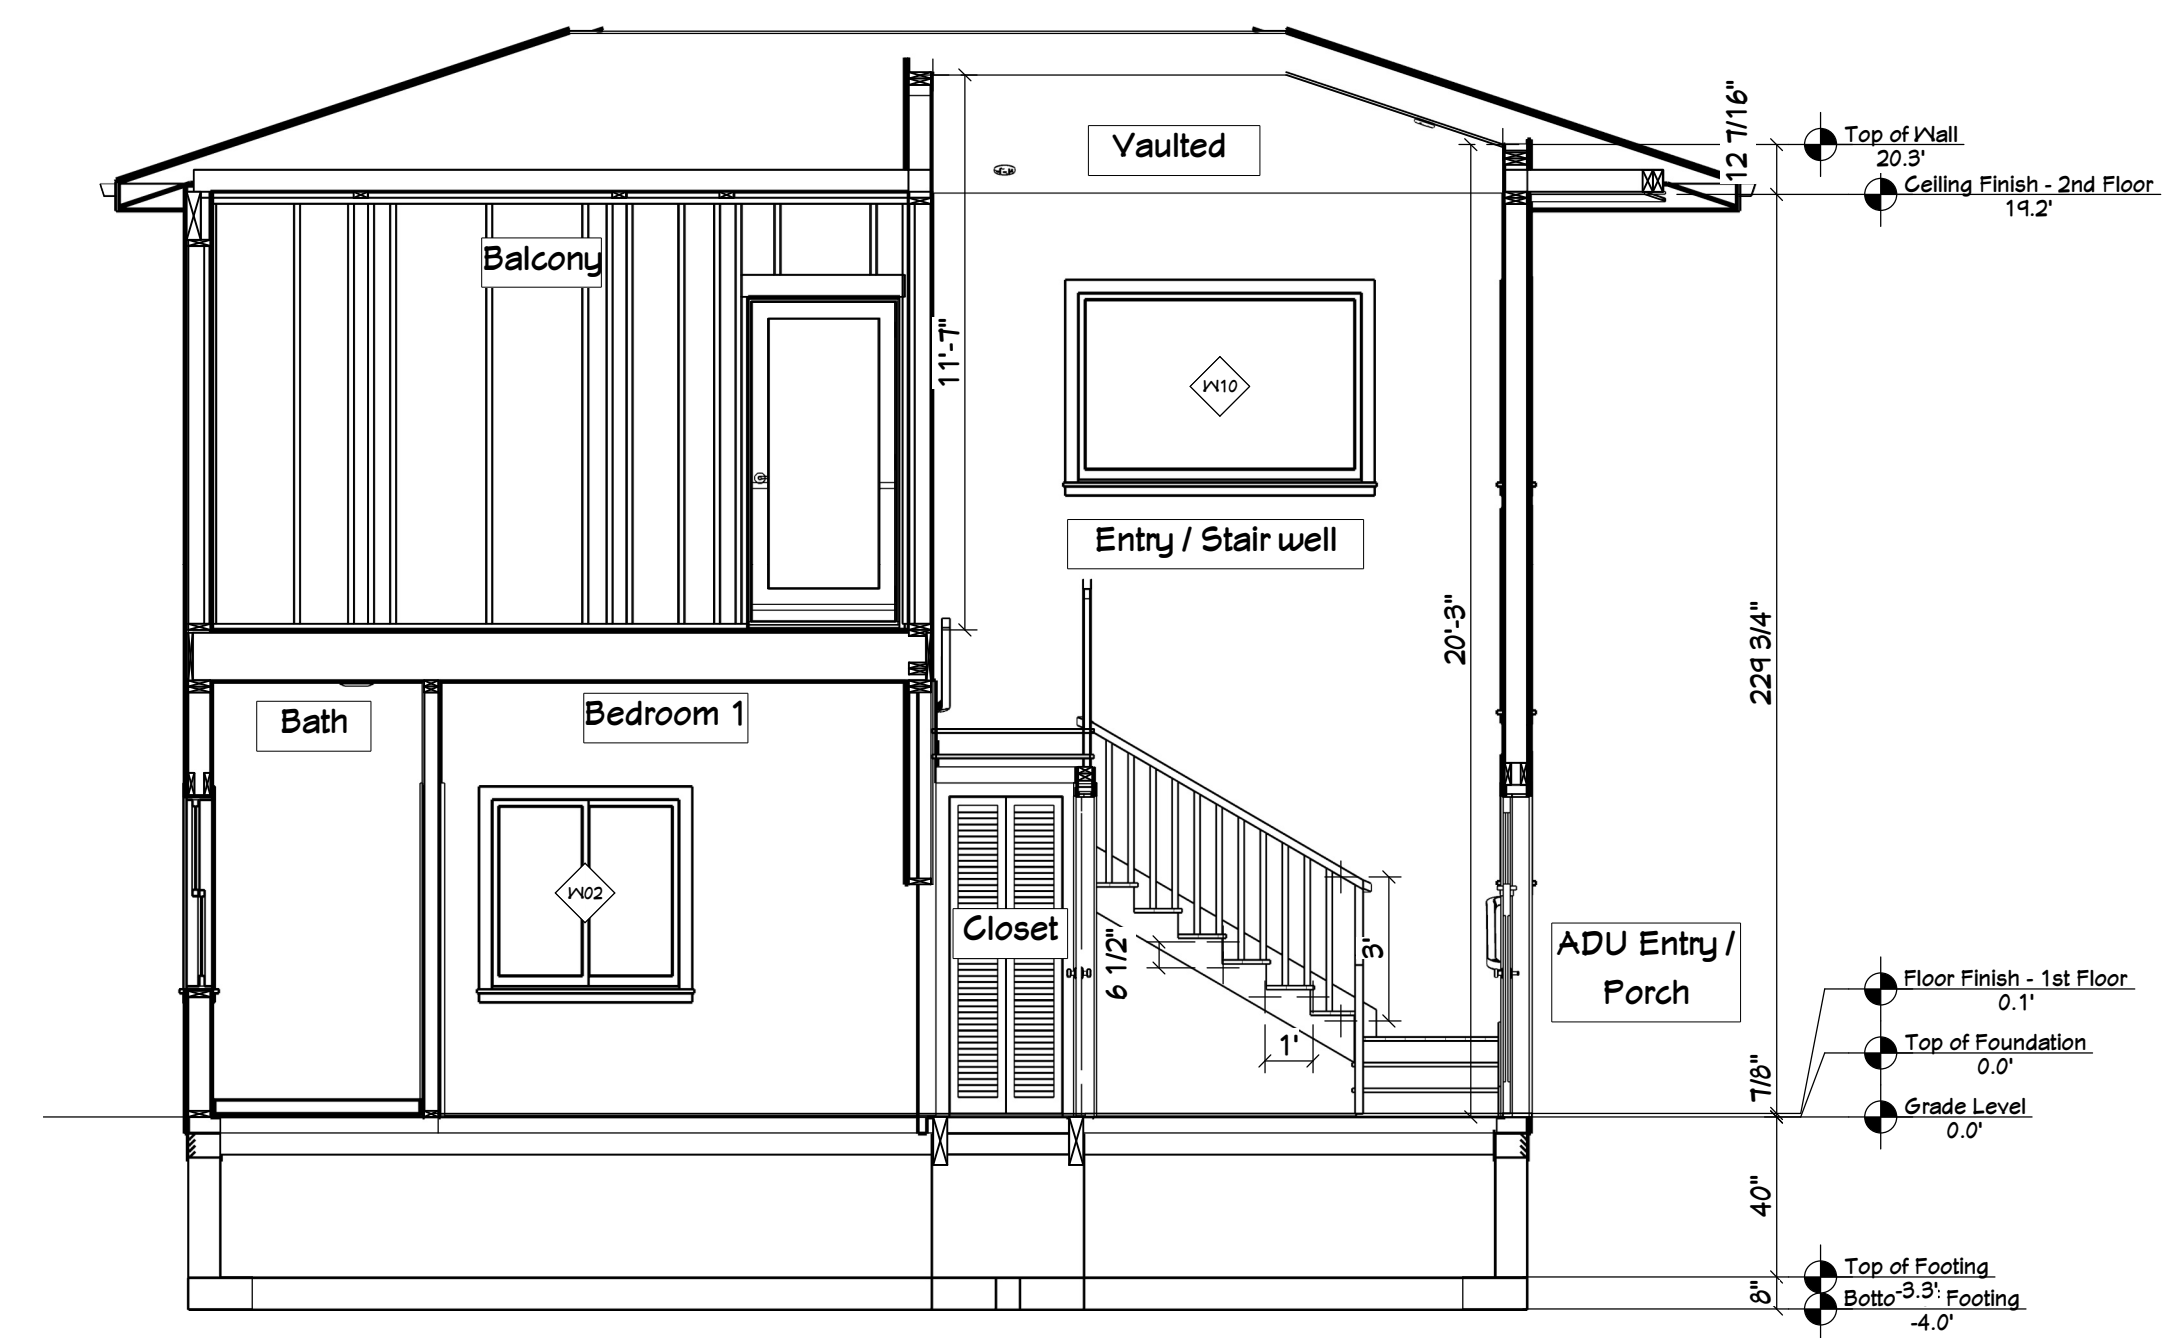 12 7/16"
Top of Wall
20.3'
Vaulted
Ceiling Finish - 2nd Floor
19.2'
Balcony
11'-7"
W10
Entry / Stair well
20'-3"
229 3/4"
Bath
Bedroom 1
W02
Closet
6 1/2"
3'
1'
ADU Entry /
Porch
Floor Finish - 1st Floor
0.1'
Top of Foundation
0.0'
7/8"
Grade Level
0.0'
40"
Top of Footing
-3.3'
8"
Botto Footing
-4.0'